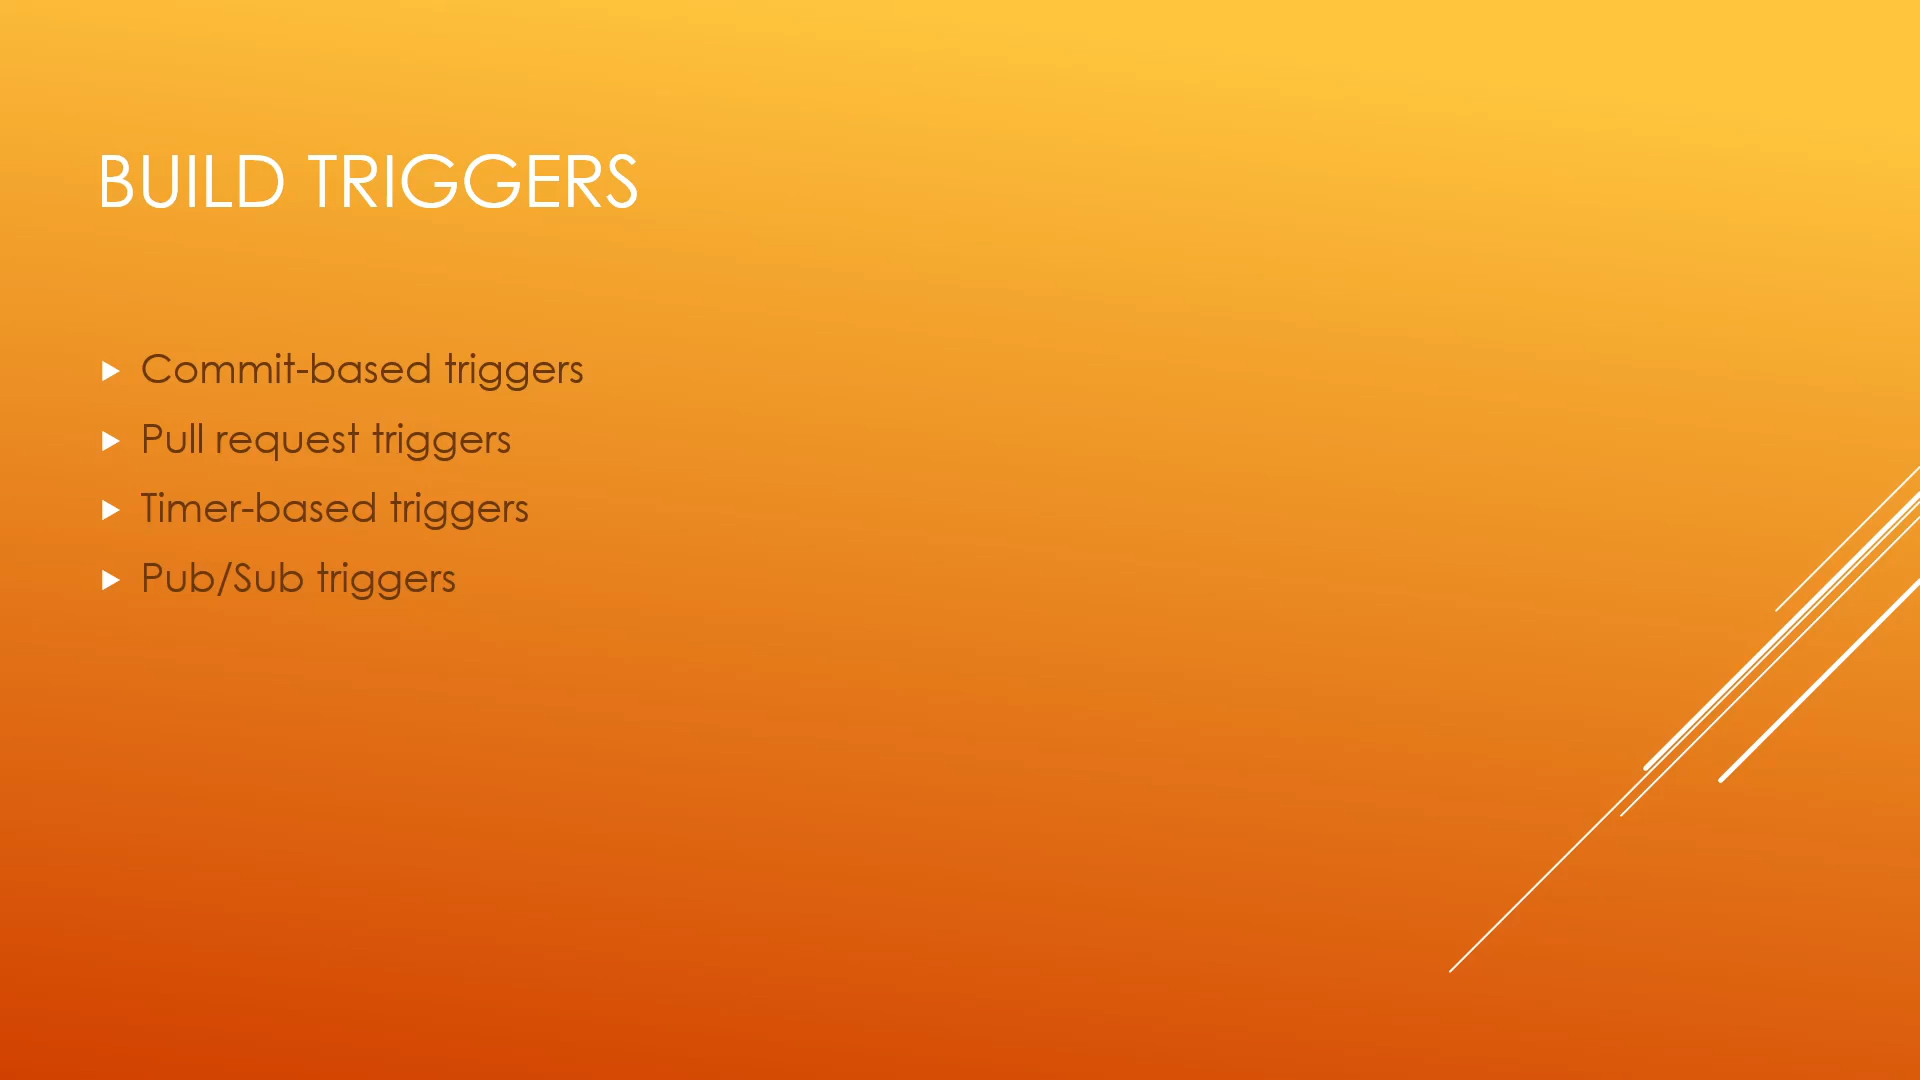 BUILD TRIGGERS
Commit-based triggers
Pull request triggers
Timer-based triggers
Pub/Sub triggers